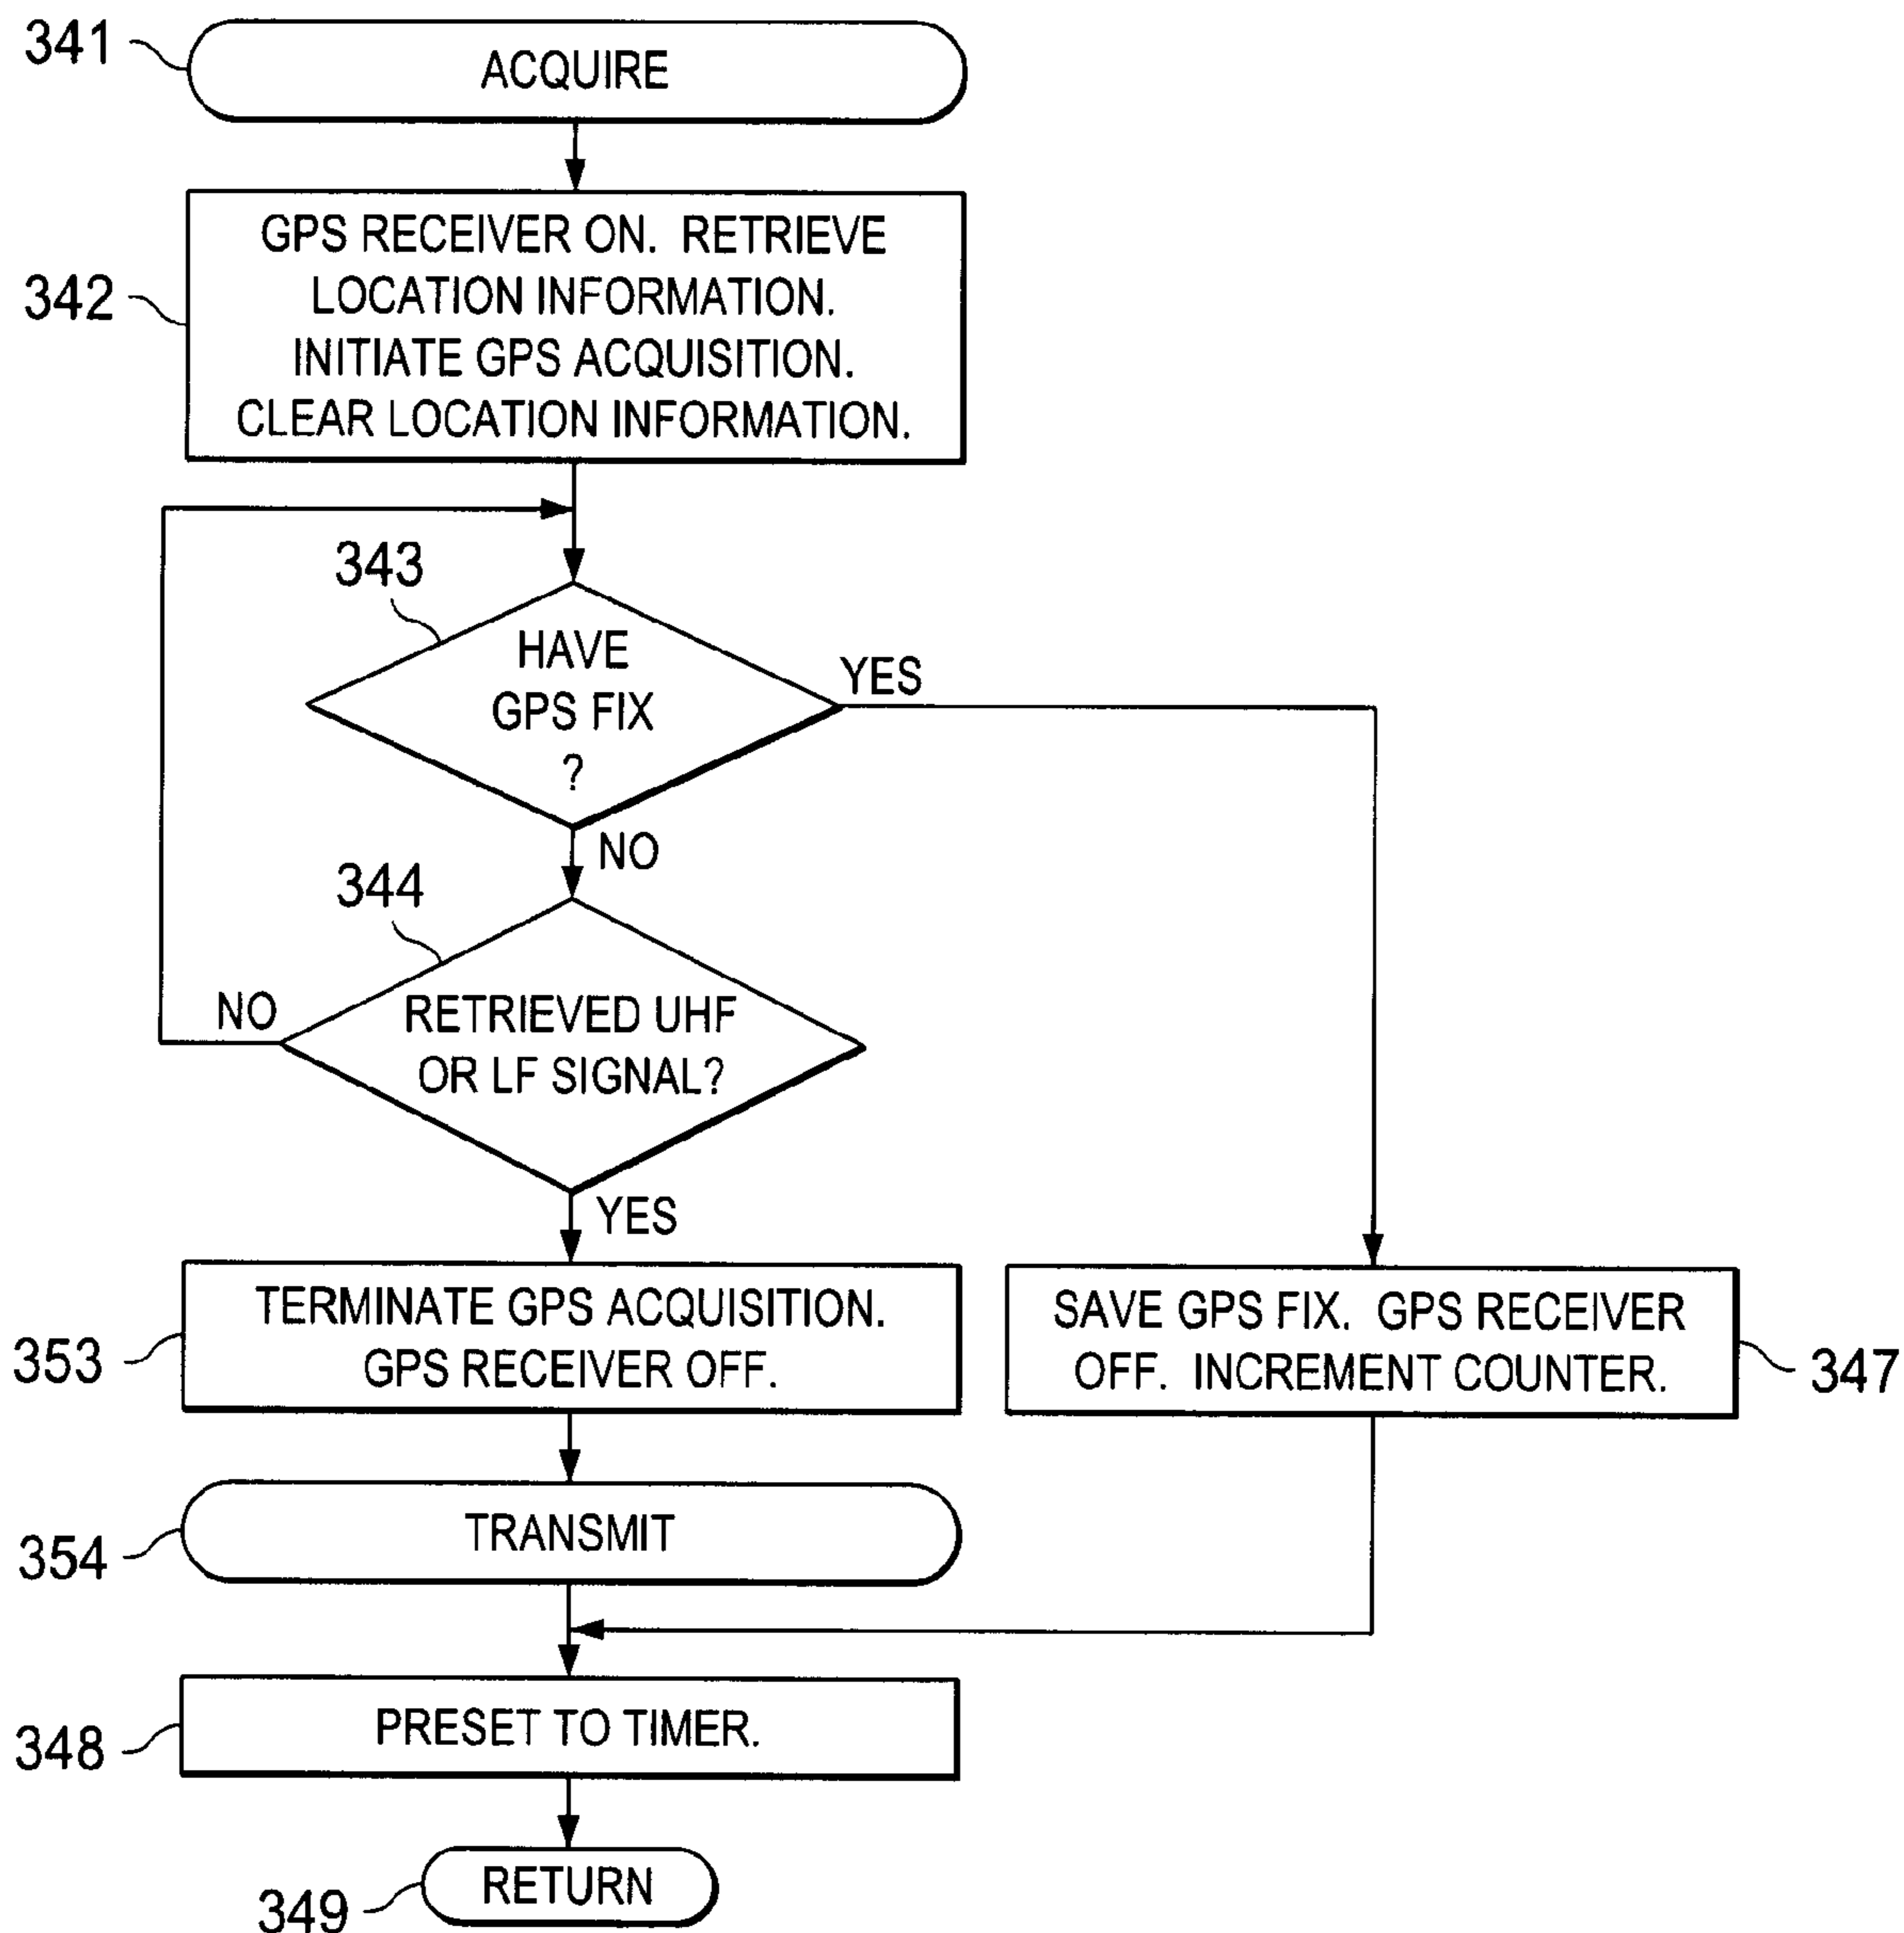 341
ACQUIRE
342
GPS RECEIVER ON. RETRIEVE
LOCATION INFORMATION.
INITIATE GPS ACQUISITION.
CLEAR LOCATION INFORMATION.
343
HAVE
GPS FIX
?
YES
NO
344
RETRIEVED UHF
OR LF SIGNAL?
NO
YES
353
TERMINATE GPS ACQUISITION.
GPS RECEIVER OFF.
SAVE GPS FIX. GPS RECEIVER
OFF. INCREMENT COUNTER.
347
354
TRANSMIT
348
PRESET TO TIMER.
349
RETURN